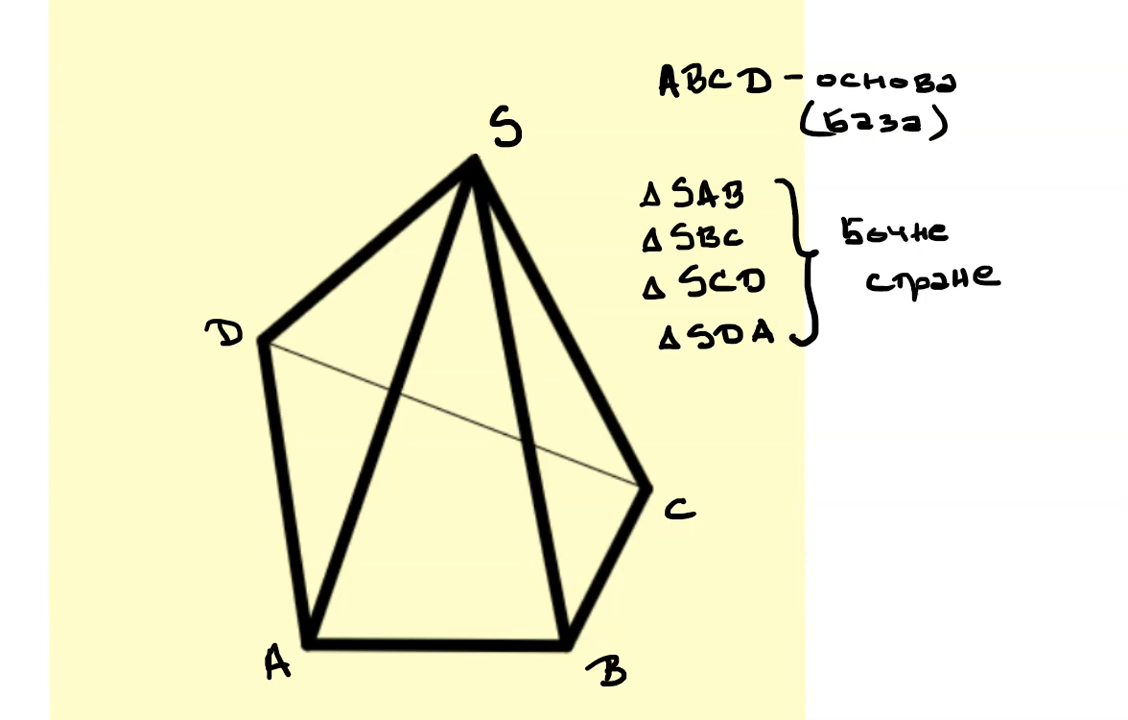 ABCD - основа
(база)
S
Δ SAB
Δ SBC
Δ SCD
Δ SDA
Бочне
стране
D
C
A
B